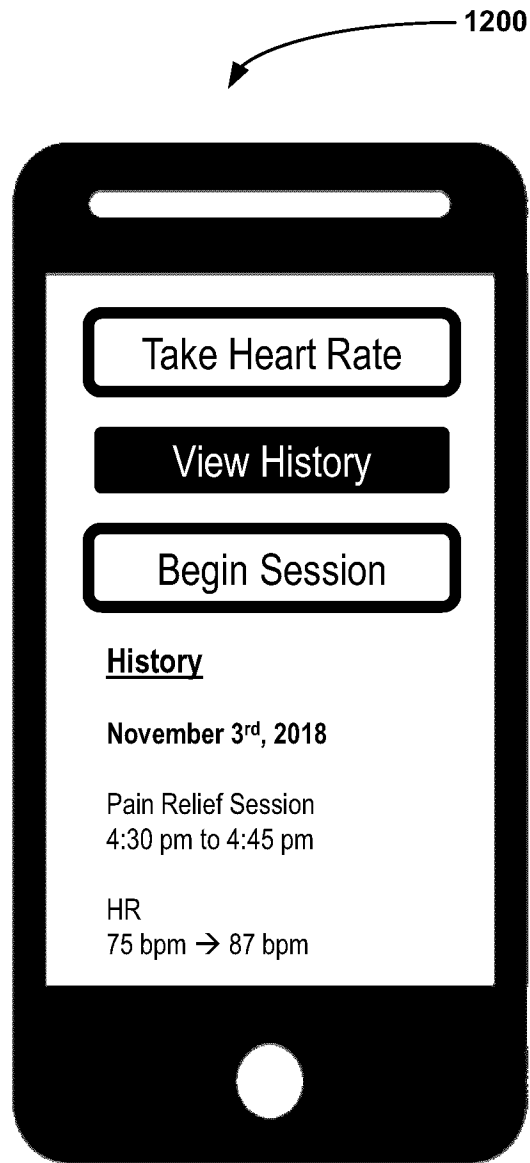 1200
Take Heart Rate
View History
Begin Session
History
November 3rd, 2018
Pain Relief Session
4:30 pm to 4:45 pm
HR
75 bpm → 87 bpm